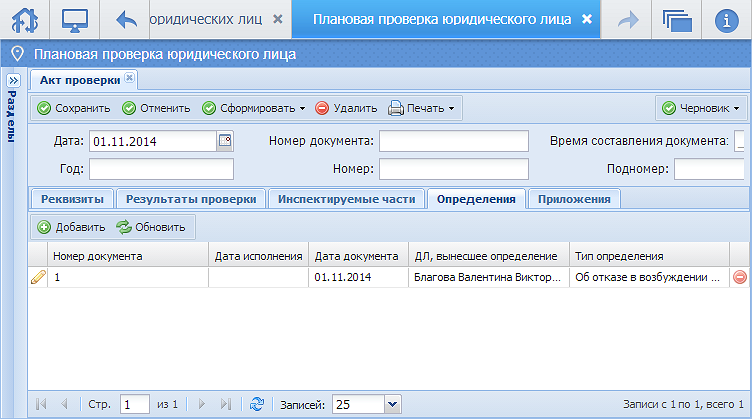 оридических лиц
Плановая проверка юридического лица
Плановая проверка юридического лица
Разделы
Акт проверки
Сохранить Отменить Сформировать Удалить Печать Черновик
Дата: 01.11.2014 Номер документа: Время составления документа:
Год: Номер: Подномер:
Реквизиты Результаты проверки Инспектируемые части Определения Приложения
Добавить Обновить
Номер документа Дата исполнения Дата документа ДЛ, вынесшее определение Тип определения
1 01.11.2014 Благова Валентина Виктор... Об отказе в возбуждении ...
Стр. 1 из 1 Записей: 25 Записи с 1 по 1, всего 1